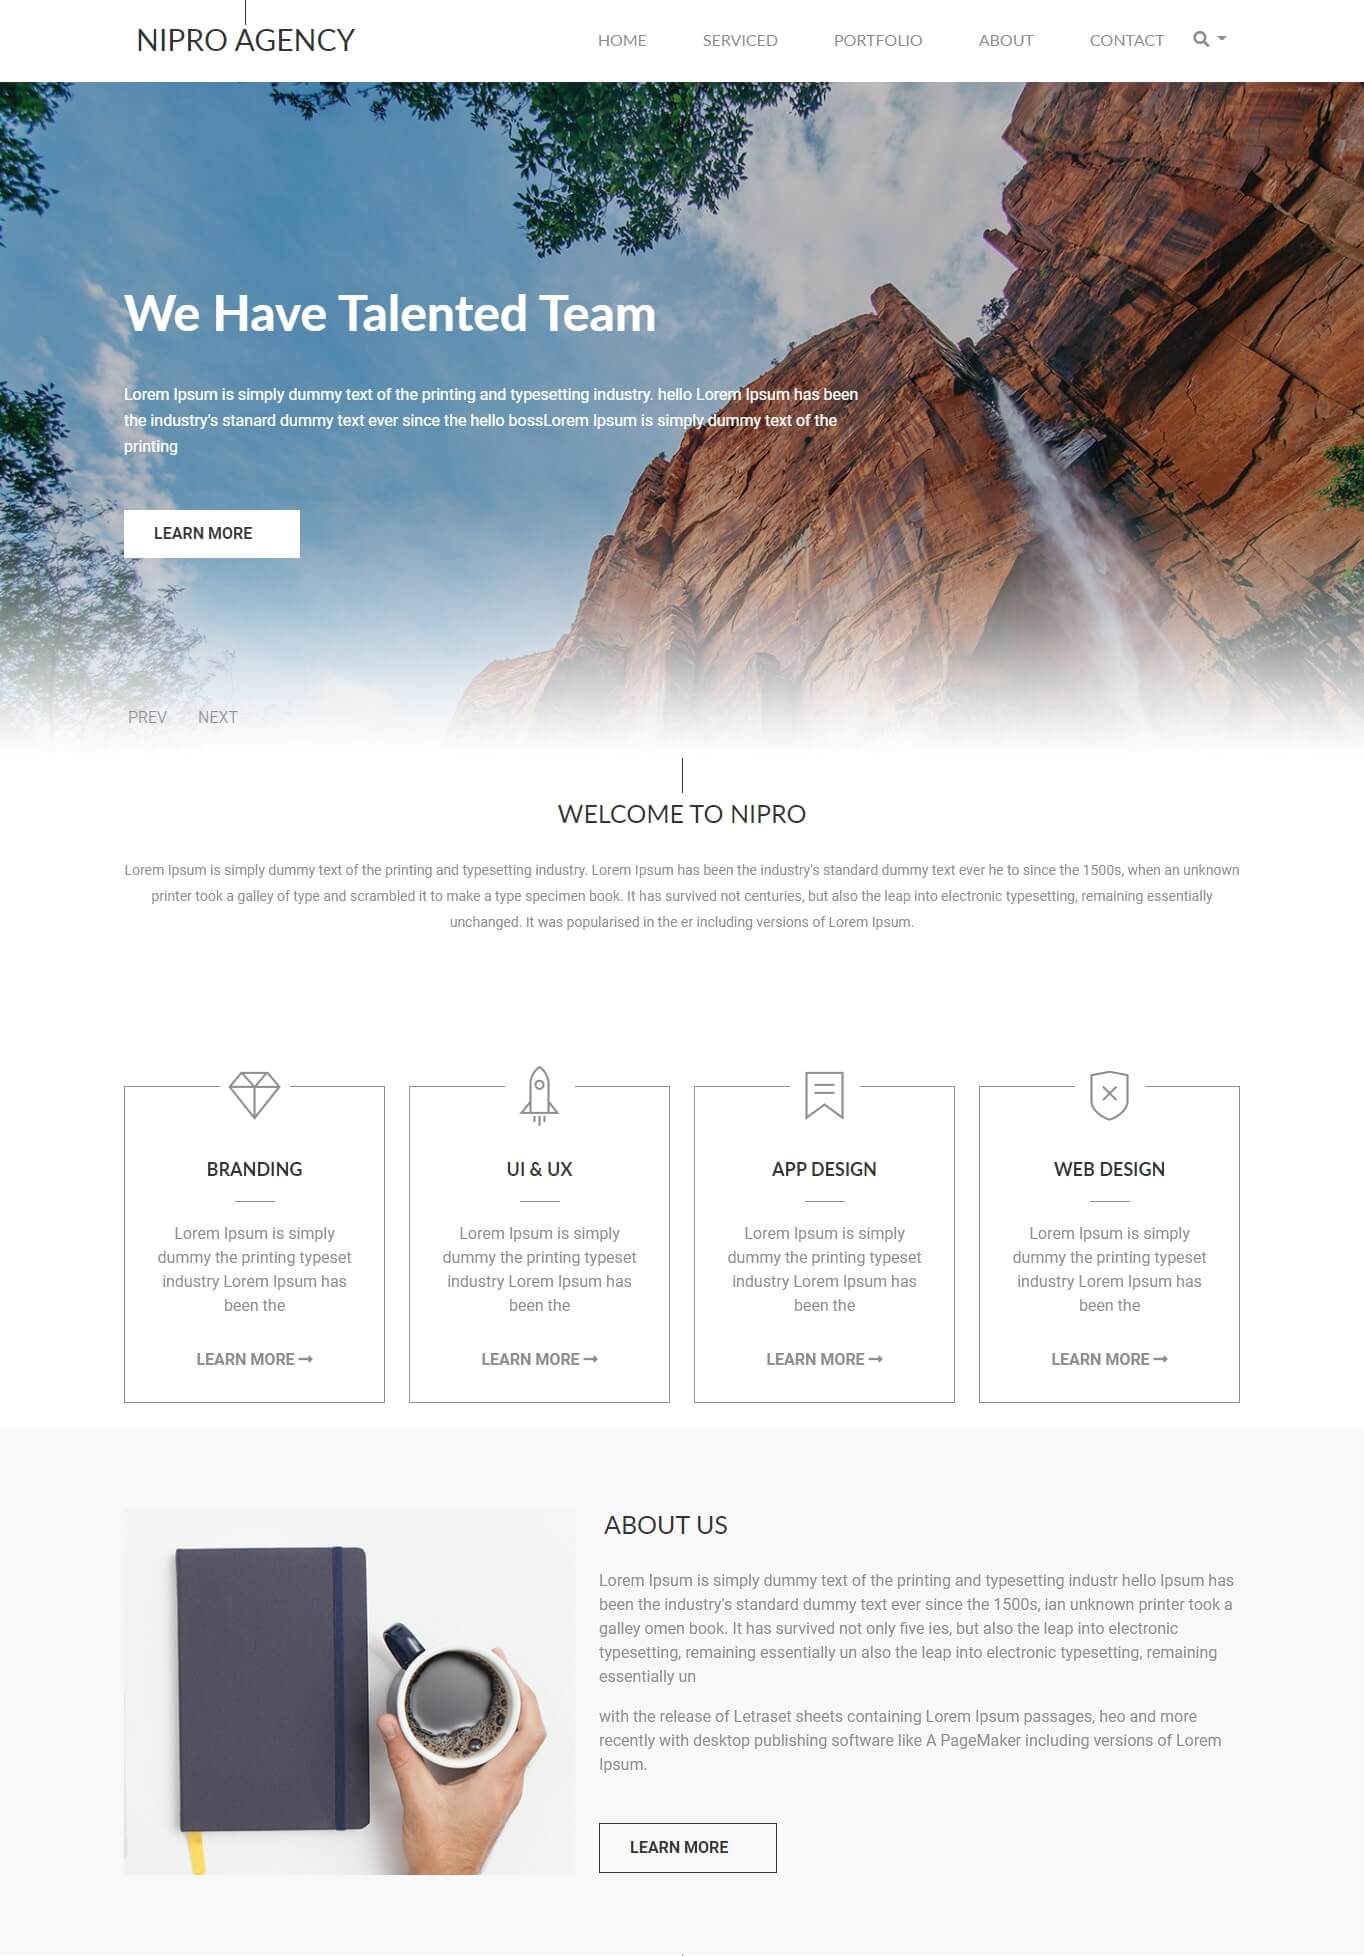 NIPRO AGENCY
HOME SERVICED PORTFOLIO ABOUT CONTACT
We Have Talented Team
Lorem Ipsum is simply dummy text of the printing and typesetting industry. hello Lorem Ipsum has been
the industry's stanard dummy text ever since the hello bossLorem Ipsum is simply dummy text of the
printing
LEARN MORE
PREV NEXT
WELCOME TO NIPRO
Lorem Ipsum is simply dummy text of the printing and typesetting industry. Lorem Ipsum has been the industry's standard dummy text ever he to since the 1500s, when an unknown
printer took a galley of type and scrambled it to make a type specimen book. It has survived not centuries, but also the leap into electronic typesetting, remaining essentially
unchanged. It was popularised in the er including versions of Lorem Ipsum.
BRANDING
Lorem Ipsum is simply
dummy the printing typeset
industry Lorem Ipsum has
been the
LEARN MORE
UI & UX
Lorem Ipsum is simply
dummy the printing typeset
industry Lorem Ipsum has
been the
LEARN MORE
APP DESIGN
Lorem Ipsum is simply
dummy the printing typeset
industry Lorem Ipsum has
been the
LEARN MORE
WEB DESIGN
Lorem Ipsum is simply
dummy the printing typeset
industry Lorem Ipsum has
been the
LEARN MORE
ABOUT US
Lorem Ipsum is simply dummy text of the printing and typesetting industr hello Ipsum has
been the industry's standard dummy text ever since the 1500s, ian unknown printer took a
galley omen book. It has survived not only five ies, but also the leap into electronic
typesetting, remaining essentially un also the leap into electronic typesetting, remaining
essentially un
with the release of Letraset sheets containing Lorem Ipsum passages, heo and more
recently with desktop publishing software like A PageMaker including versions of Lorem
Ipsum.
LEARN MORE